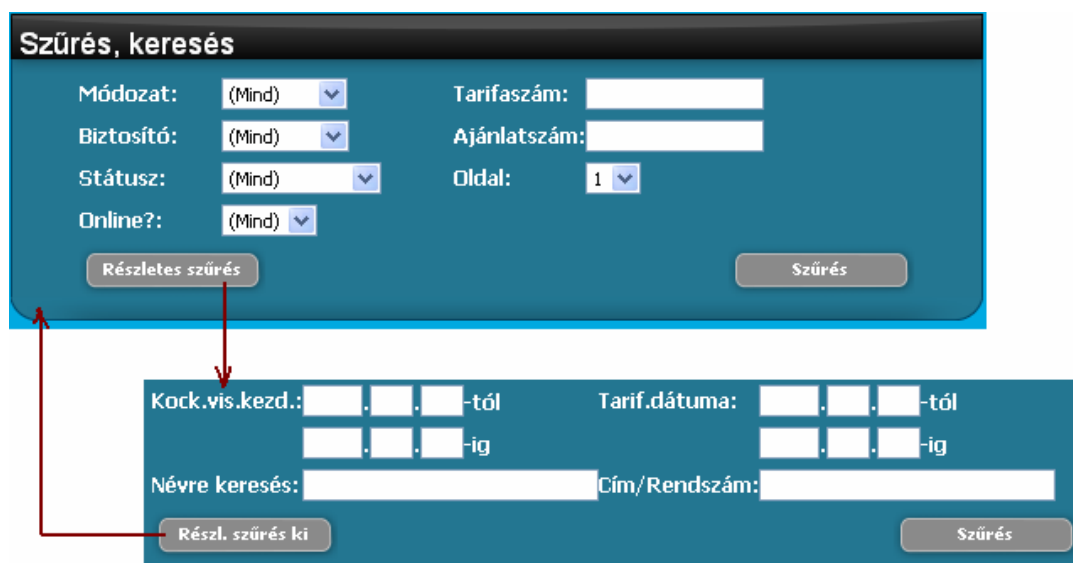 Szűrés, keresés
Módozat: (Mind) Tarifaszám:
Biztosító: (Mind) Ajánlatszám:
Státusz: (Mind) Oldal: 1
Online?: (Mind)
Részletes szűrés Szűrés
Kock.vis.kezd.: . . -tól Tarif.dátuma: . . -tól
. . -ig . . -ig
Névre keresés: Cím/Rendszám:
Részl. szűrés ki Szűrés